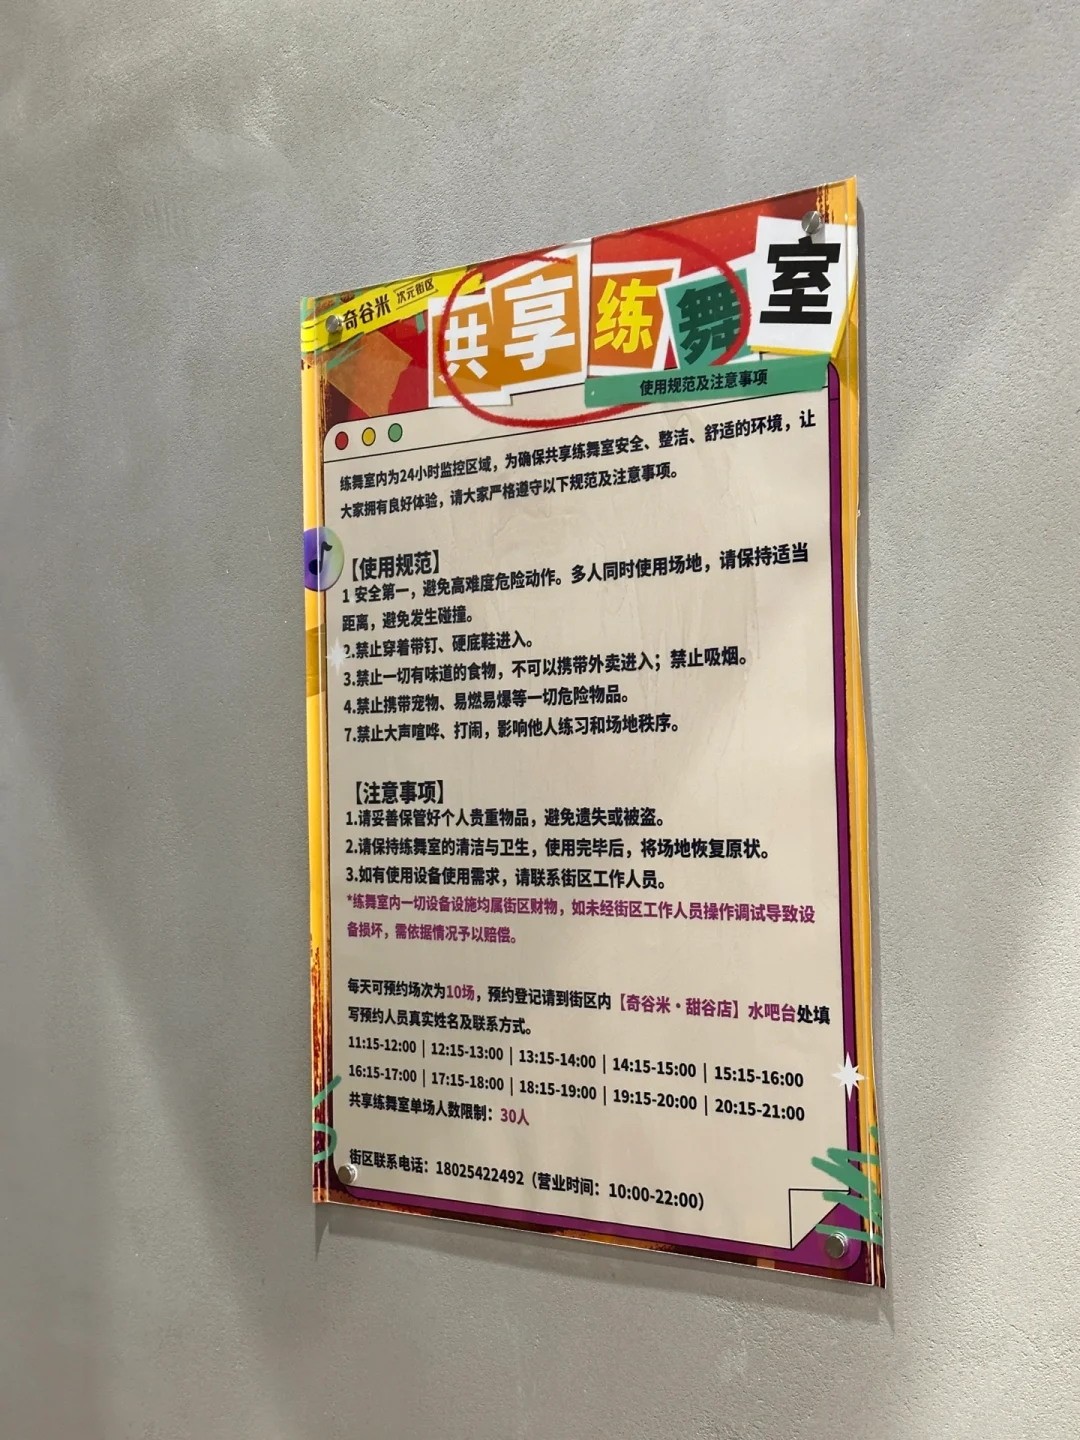 奇谷米 次元街区
共享练舞室
使用规范及注意事项
练舞室内为24小时监控区域，为确保共享练舞室安全、整洁、舒适的环境，让
大家拥有良好体验，请大家严格遵守以下规范及注意事项。
【使用规范】
1 安全第一，避免高难度危险动作。多人同时使用场地，请保持适当
距离，避免发生碰撞。
2.禁止穿着带钉、硬底鞋进入。
3.禁止一切有味道的食物，不可以携带外卖进入；禁止吸烟。
4.禁止携带宠物、易燃易爆等一切危险物品。
7.禁止大声喧哗、打闹，影响他人练习和场地秩序。
【注意事项】
1.请妥善保管好个人贵重物品，避免遗失或被盗。
2.请保持练舞室的清洁与卫生，使用完毕后，将场地恢复原状。
3.如有使用设备使用需求，请联系街区工作人员。
*练舞室内一切设备设施均属街区财物，如未经街区工作人员操作调试导致设
备损坏，需依据情况予以赔偿。
每天可预约场次为10场，预约登记请到街区内【奇谷米·甜谷店】水吧台处填
写预约人员真实姓名及联系方式。
11:15-12:00 | 12:15-13:00 | 13:15-14:00 | 14:15-15:00 | 15:15-16:00
16:15-17:00 | 17:15-18:00 | 18:15-19:00 | 19:15-20:00 | 20:15-21:00
共享练舞室单场人数限制：30人
街区联系电话：18025422492（营业时间：10:00-22:00）